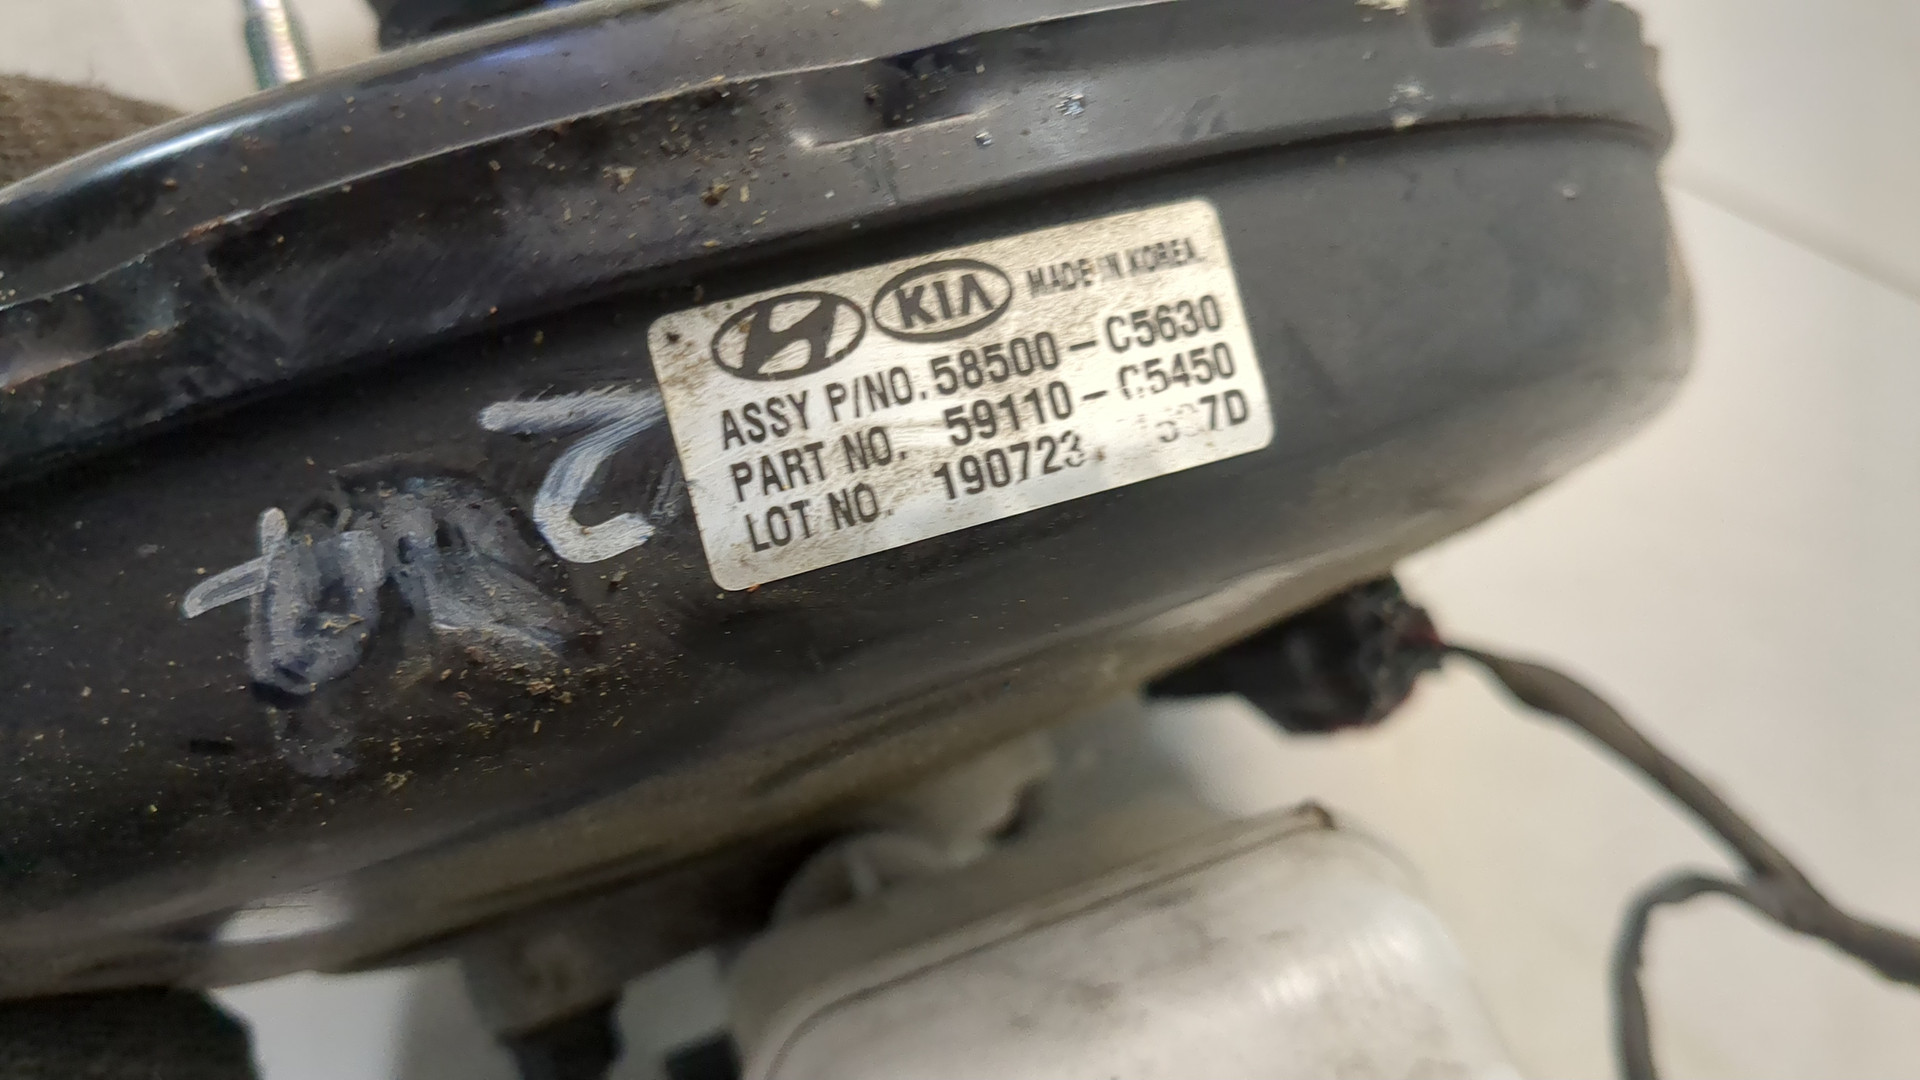 KIA MADE IN KOREA.
ASSY P/NO. 58500-C5630
PART NO. 59110-C5450
LOT NO. 190723.